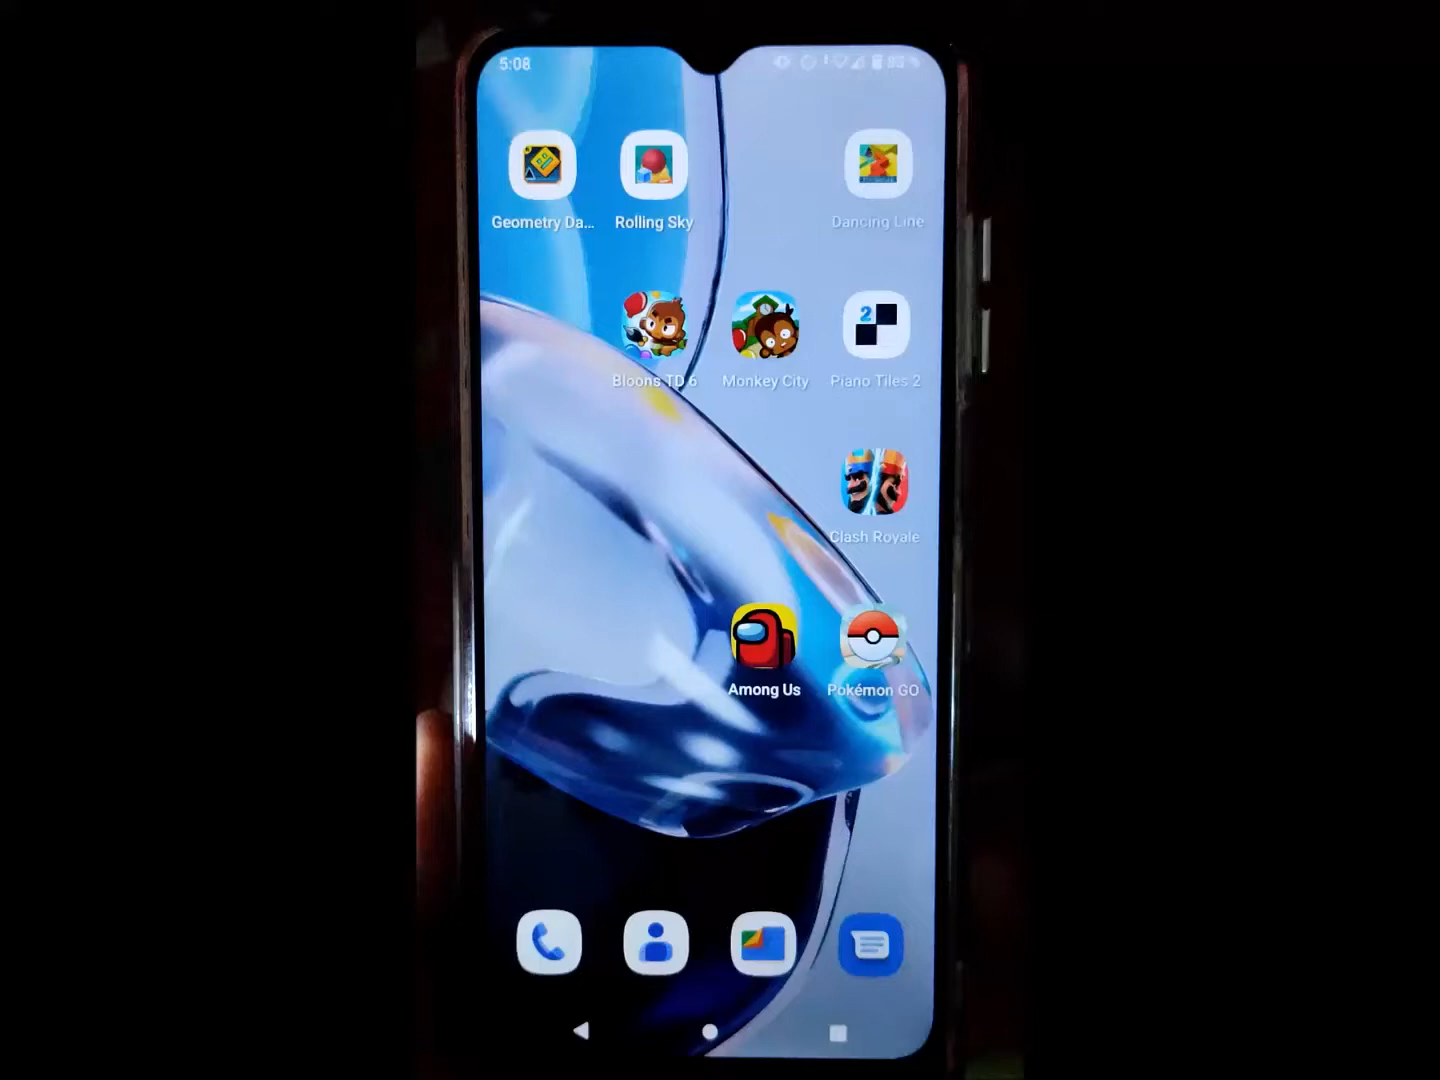 5:08
Geometry Da...
Rolling Sky
Dancing Line
Bloons TD 6
Monkey City
2
Piano Tiles 2
Clash Royale
Among Us
Pokémon GO